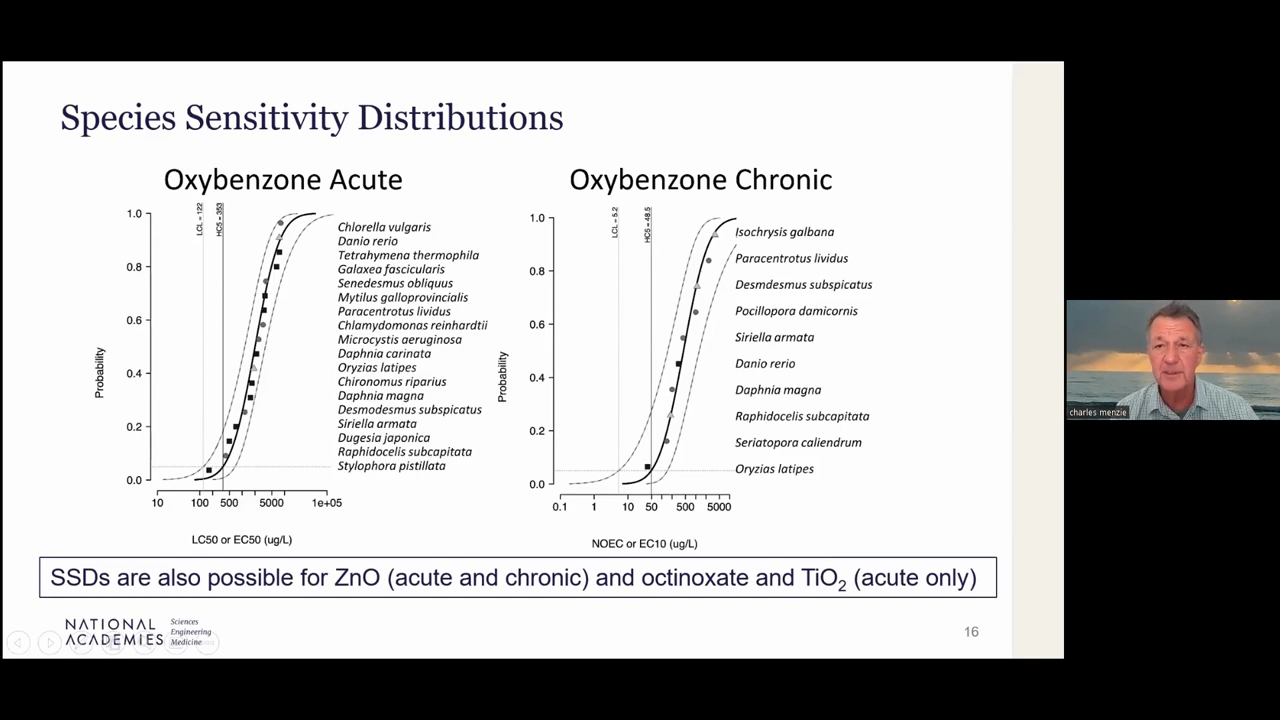 Species Sensitivity Distributions
Oxybenzone Acute
LCL = 122
HC5 = 353
1.0
0.8
0.6
0.4
0.2
0.0
Probability
10
100
500
5000
1e+05
LC50 or EC50 (ug/L)
Chlorella vulgaris
Danio rerio
Tetrahymena thermophila
Galaxea fascicularis
Senedesmus obliquus
Mytilus galloprovincialis
Paracentrotus lividus
Chlamydomonas reinhardtii
Microcystis aeruginosa
Daphnia carinata
Oryzias latipes
Chironomus riparius
Daphnia magna
Desmodesmus subspicatus
Siriella armata
Dugesia japonica
Raphidocelis subcapitata
Stylophora pistillata
Oxybenzone Chronic
LCL = 5.2
HC5 = 48.5
1.0
0.8
0.6
0.4
0.2
0.0
Probability
0.1
1
10
50
500
5000
NOEC or EC10 (ug/L)
Isochrysis galbana
Paracentrotus lividus
Desmdesmus subspicatus
Pocillopora damicornis
Siriella armata
Danio rerio
Daphnia magna
Raphidocelis subcapitata
Seriatopora caliendrum
Oryzias latipes
SSDs are also possible for ZnO (acute and chronic) and octinoxate and TiO2 (acute only)
NATIONAL
ACADEMIES
Sciences
Engineering
Medicine
16
charles menzie